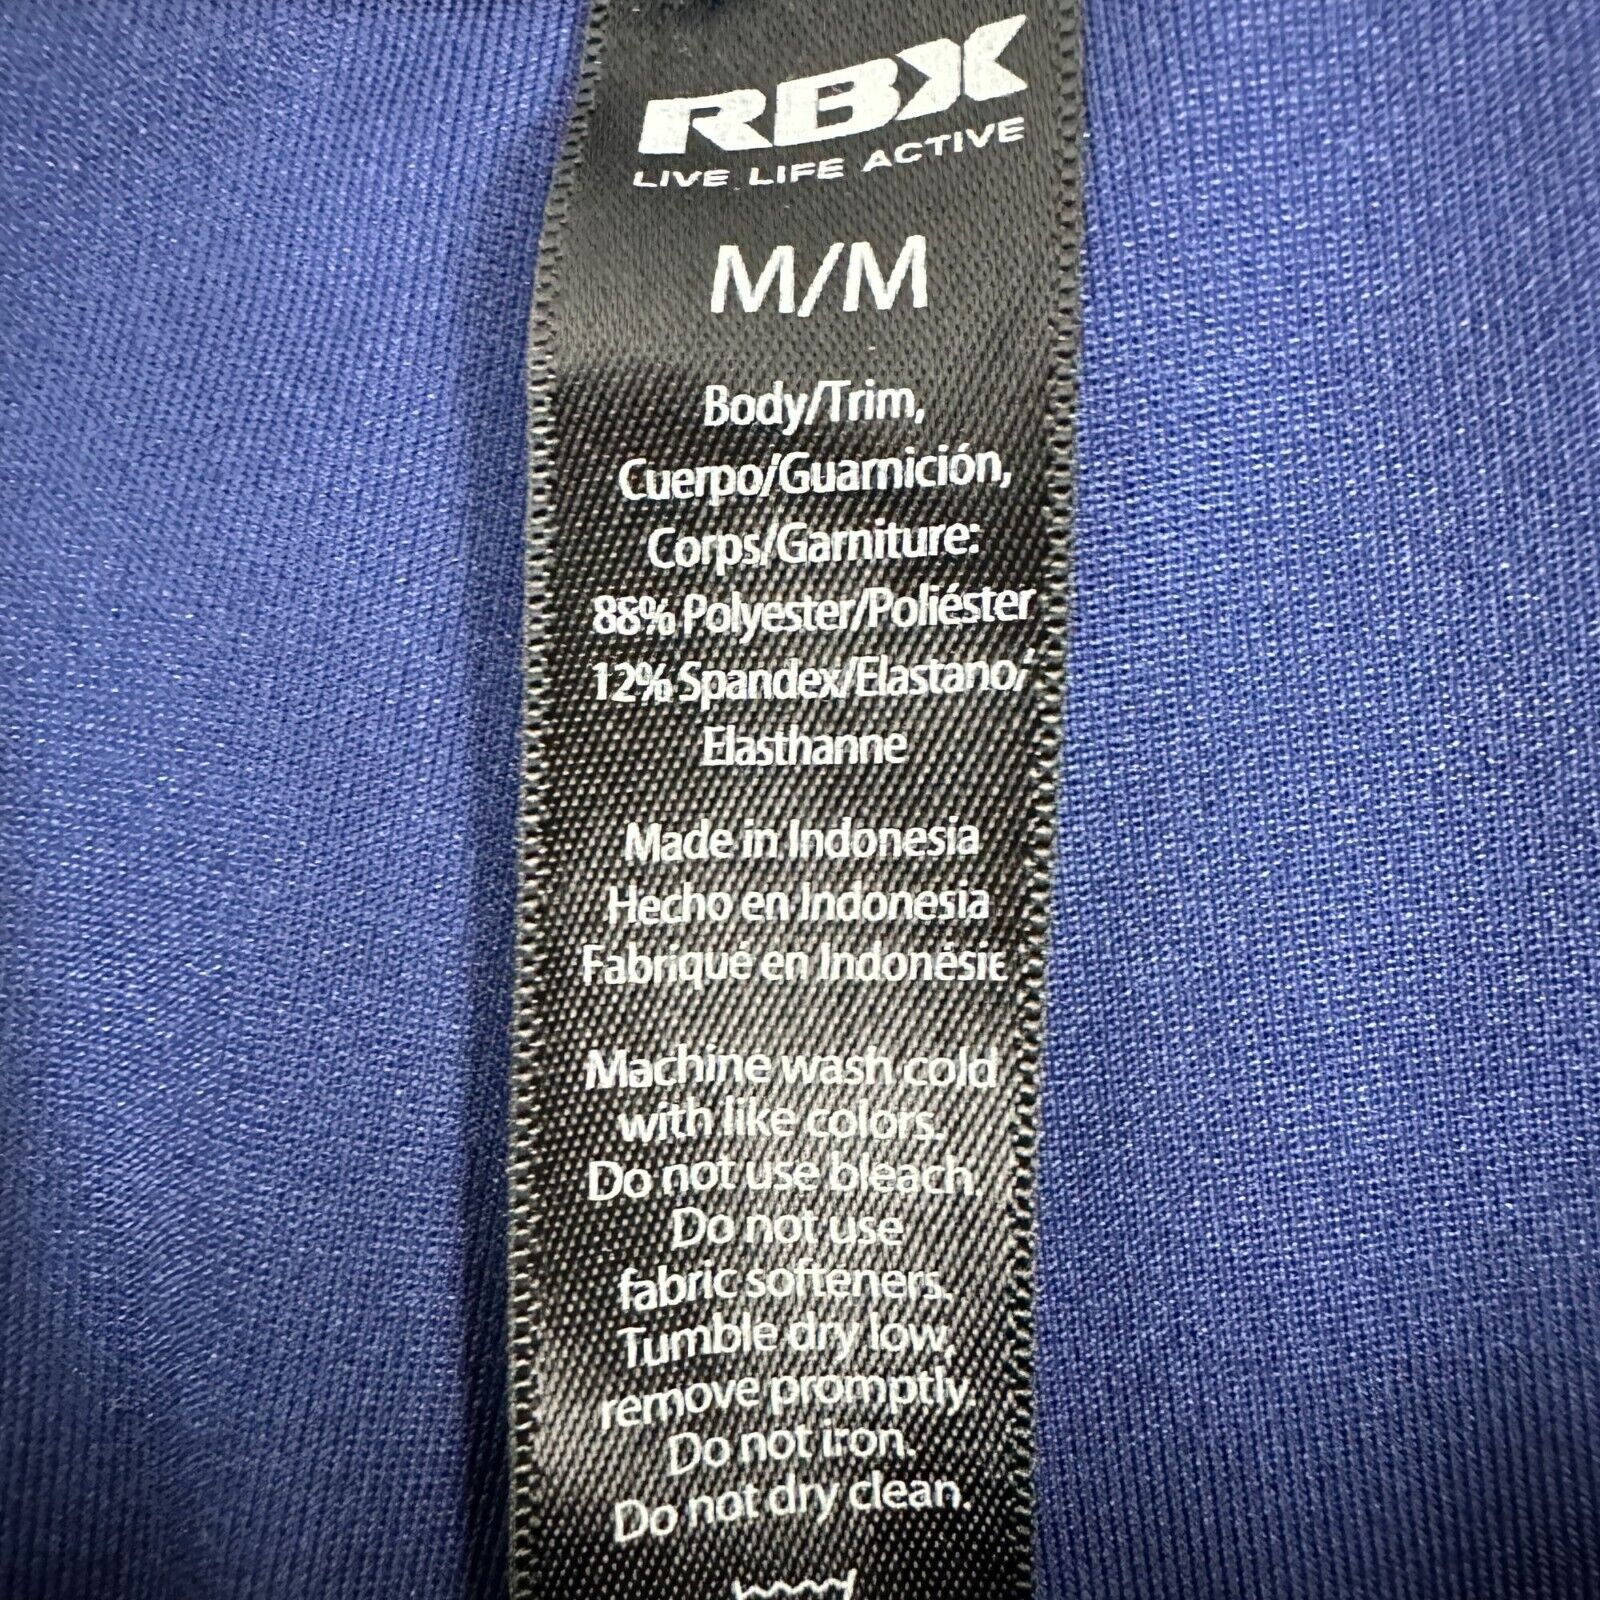 RBX
LIVE LIFE ACTIVE
M/M
Body/Trim,
Cuerpo/Guarnición,
Corps/Garniture:
88% Polyester/Poliéster
12% Spandex/Elastano/
Elasthanne
Made in Indonesia
Hecho en Indonesia
Fabriqué en Indonésie
Machine wash cold
with like colors.
Do not use bleach.
Do not use
fabric softeners.
Tumble dry low,
remove promptly.
Do not iron.
Do not dry clean.